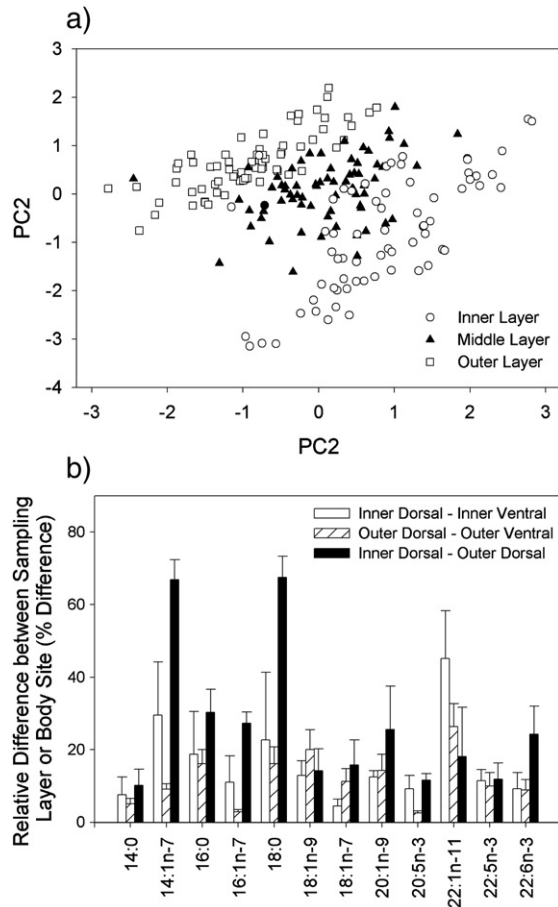 a)
PC2
3
2
1
0
-1
-2
-3
-4
Inner Layer
Middle Layer
Outer Layer
-3 -2 -1 0 1 2 3
PC2
b)
Relative Difference between Sampling
Layer or Body Site (% Difference)
80
60
40
20
0
Inner Dorsal - Inner Ventral
Outer Dorsal - Outer Ventral
Inner Dorsal - Outer Dorsal
14:0
14:1n-7
16:0
16:1n-7
18:0
18:1n-9
18:1n-7
20:1n-9
20:5n-3
22:1n-11
22:5n-3
22:6n-3